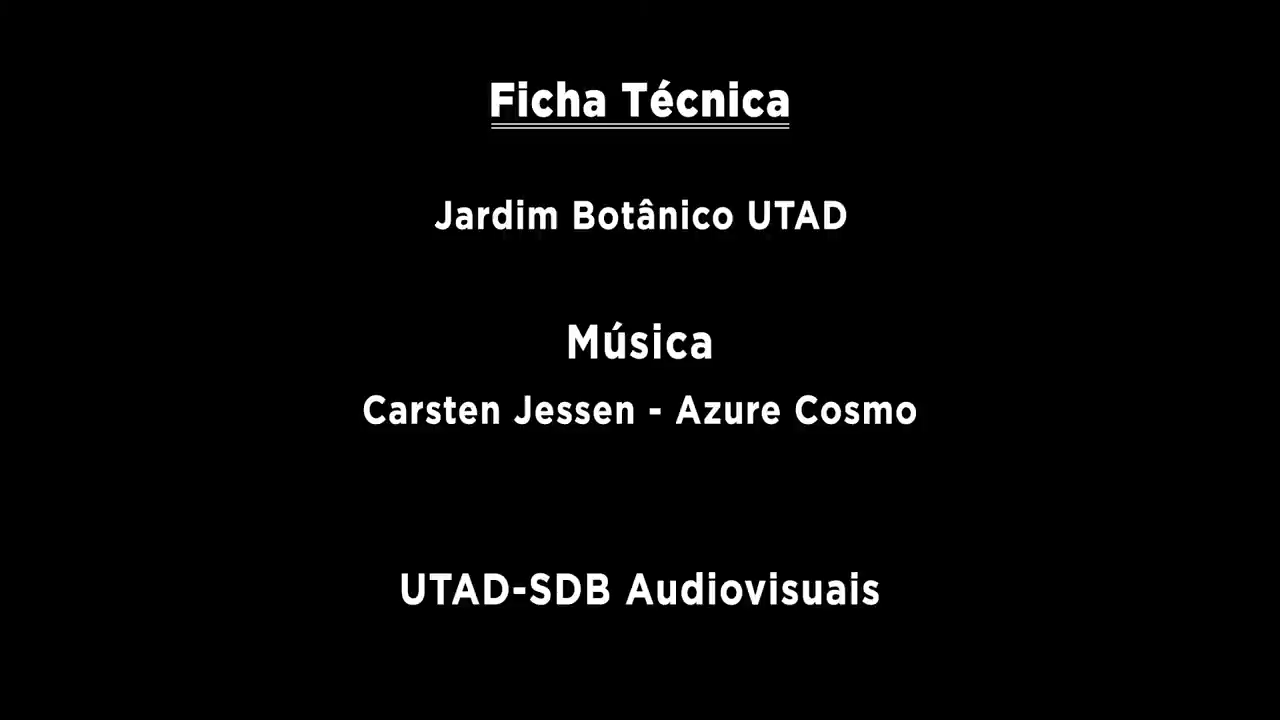 Ficha Técnica
Jardim Botânico UTAD
Música
Carsten Jessen - Azure Cosmo
UTAD-SDB Audiovisuais